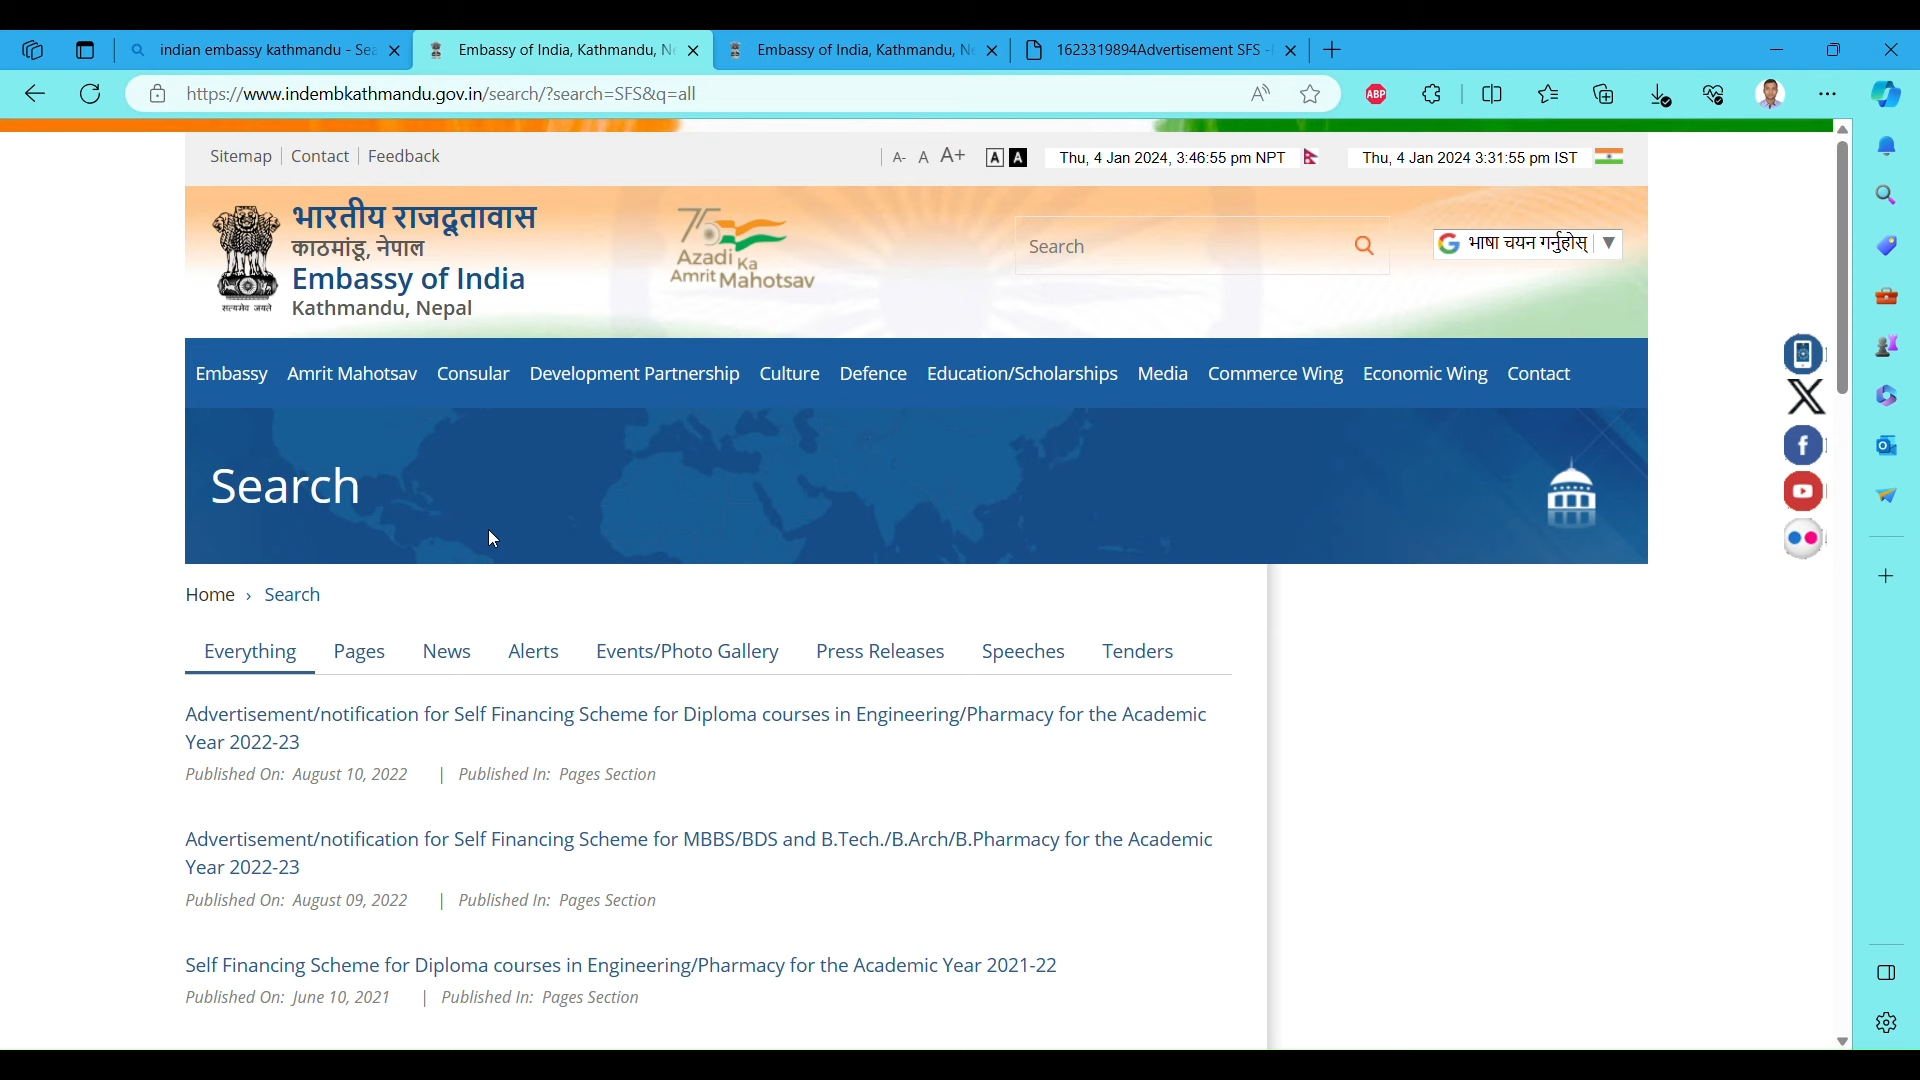 indian embassy kathmandu - Sea
Embassy of India, Kathmandu, Ne
Embassy of India, Kathmandu, Ne
1623319894Advertisement SFS -
https://www.indembkathmandu.gov.in/search/?search=SFS&q=all
ABP
Sitemap Contact Feedback
A- A A+ A A
Thu, 4 Jan 2024, 3:46:55 pm NPT
Thu, 4 Jan 2024 3:31:55 pm IST
भारतीय राजदूतावास
काठमांडू, नेपाल
Embassy of India
Kathmandu, Nepal
सत्यमेव जयते
75
Azadi Ka
Amrit Mahotsav
Search
भाषा चयन गर्नुहोस् ▼
Embassy Amrit Mahotsav Consular Development Partnership Culture Defence Education/Scholarships Media Commerce Wing Economic Wing Contact
Search
Home › Search
Everything Pages News Alerts Events/Photo Gallery Press Releases Speeches Tenders
Advertisement/notification for Self Financing Scheme for Diploma courses in Engineering/Pharmacy for the Academic
Year 2022-23
Published On: August 10, 2022 | Published In: Pages Section
Advertisement/notification for Self Financing Scheme for MBBS/BDS and B.Tech./B.Arch/B.Pharmacy for the Academic
Year 2022-23
Published On: August 09, 2022 | Published In: Pages Section
Self Financing Scheme for Diploma courses in Engineering/Pharmacy for the Academic Year 2021-22
Published On: June 10, 2021 | Published In: Pages Section